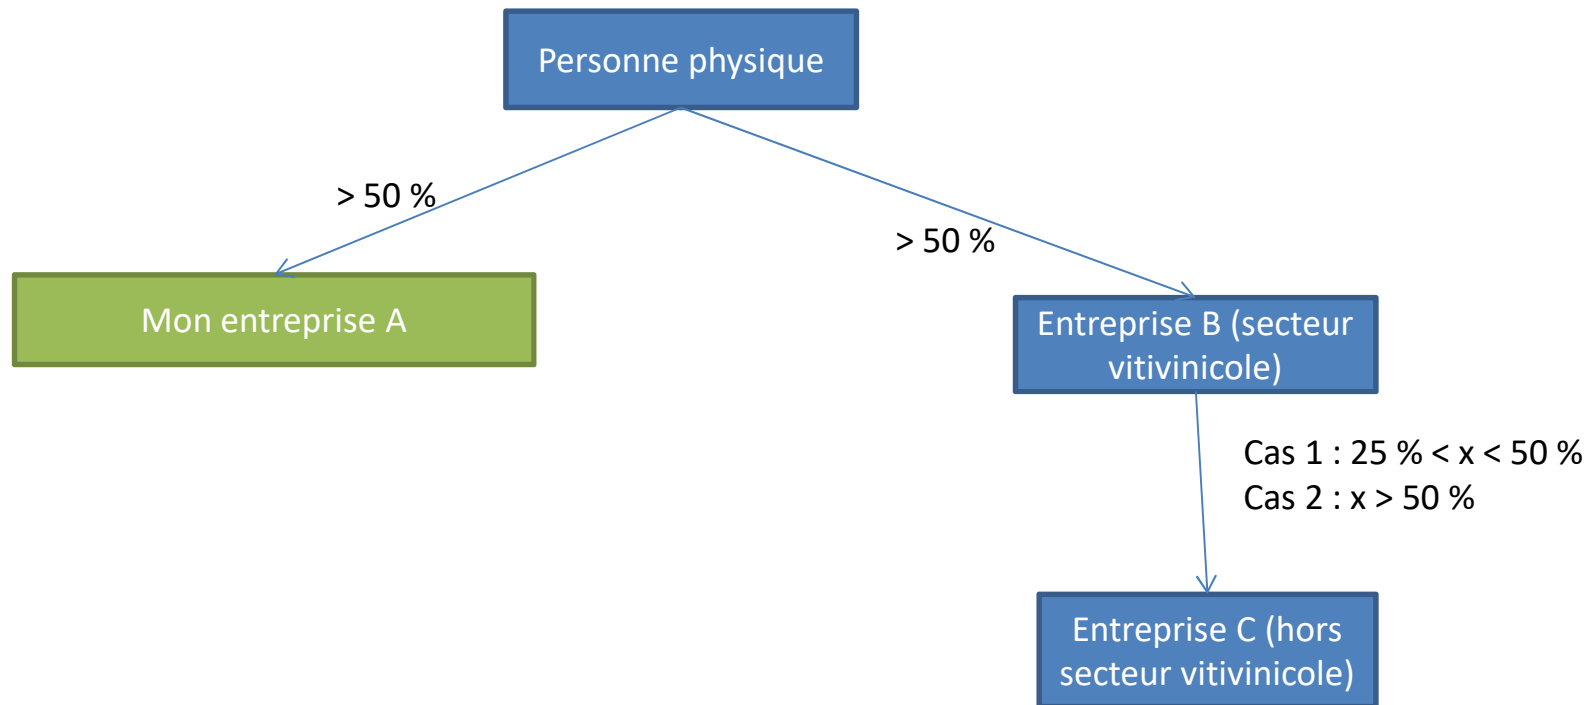 Personne physique
> 50 %
> 50 %
Mon entreprise A
Entreprise B (secteur
vitivinicole)
Cas 1 : 25 % < x < 50 %
Cas 2 : x > 50 %
Entreprise C (hors
secteur vitivinicole)